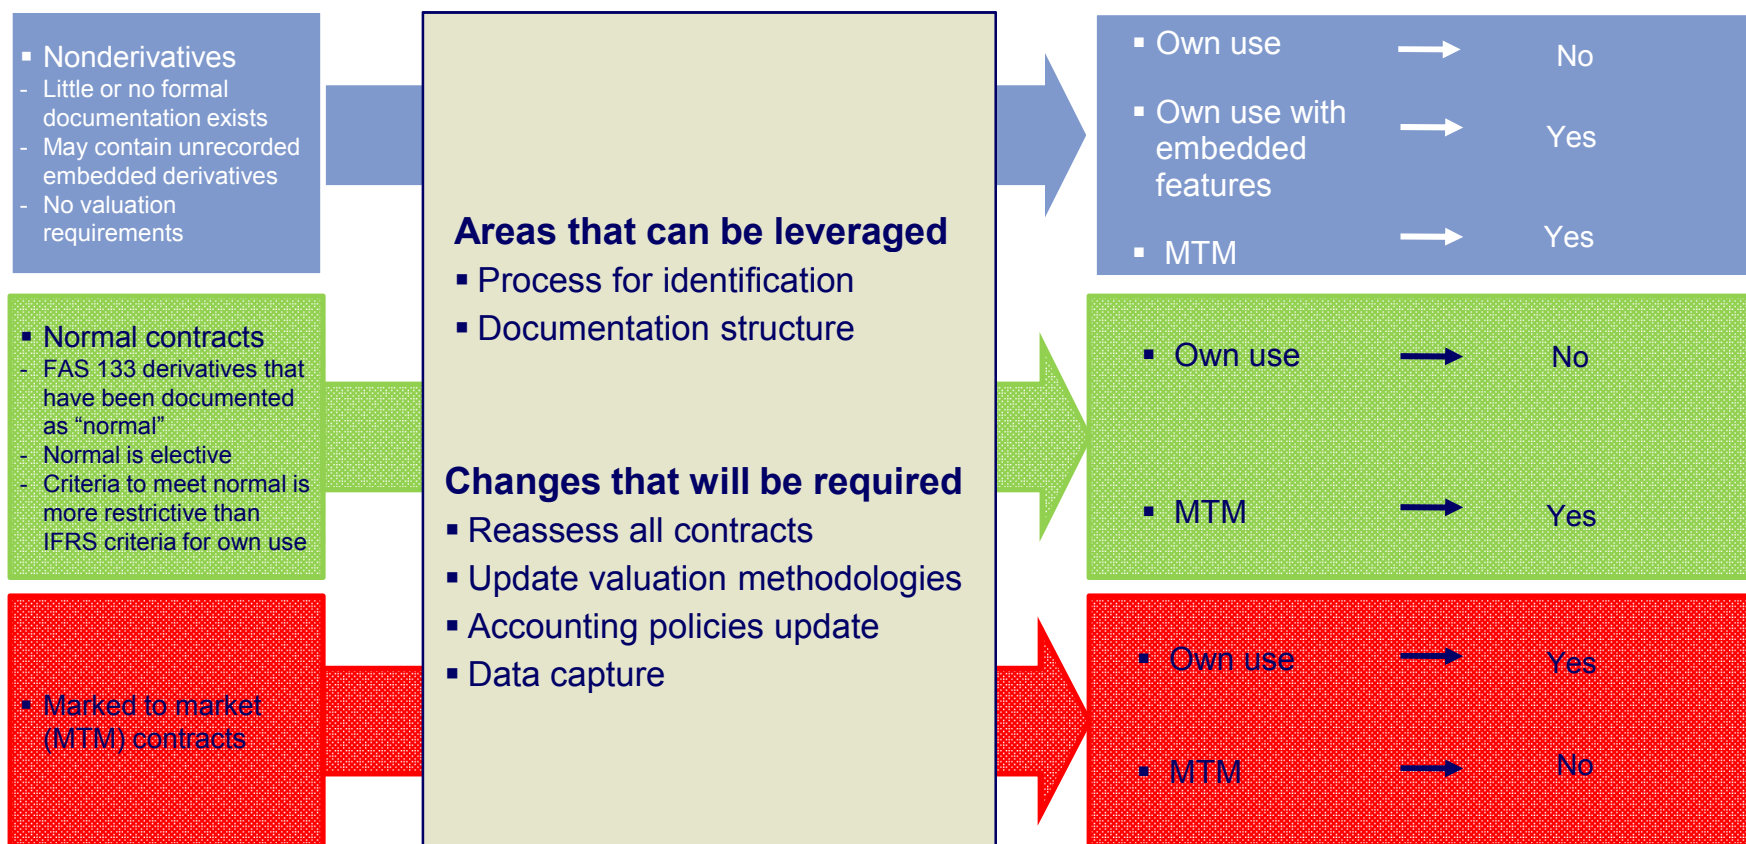 ▪ Nonderivatives
- Little or no formal
documentation exists
- May contain unrecorded
embedded derivatives
- No valuation
requirements
▪ Normal contracts
- FAS 133 derivatives that
have been documented
as “normal”
- Normal is elective
- Criteria to meet normal is
more restrictive than
IFRS criteria for own use
▪ Marked to market
(MTM) contracts
Areas that can be leveraged
▪ Process for identification
▪ Documentation structure
Changes that will be required
▪ Reassess all contracts
▪ Update valuation methodologies
▪ Accounting policies update
▪ Data capture
▪ Own use → No
▪ Own use with
embedded
features → Yes
▪ MTM → Yes
▪ Own use → No
▪ MTM → Yes
▪ Own use → Yes
▪ MTM → No